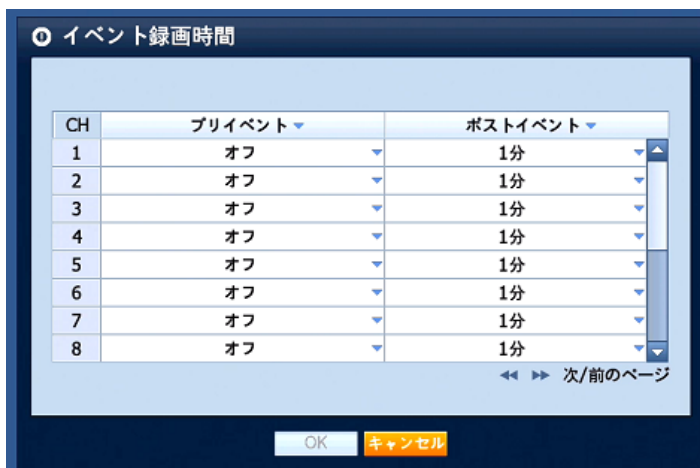 イベント録画時間
CH プリイベント ポストイベント
1 オフ 1分
2 オフ 1分
3 オフ 1分
4 オフ 1分
5 オフ 1分
6 オフ 1分
7 オフ 1分
8 オフ 1分
次/前のページ
OK キャンセル